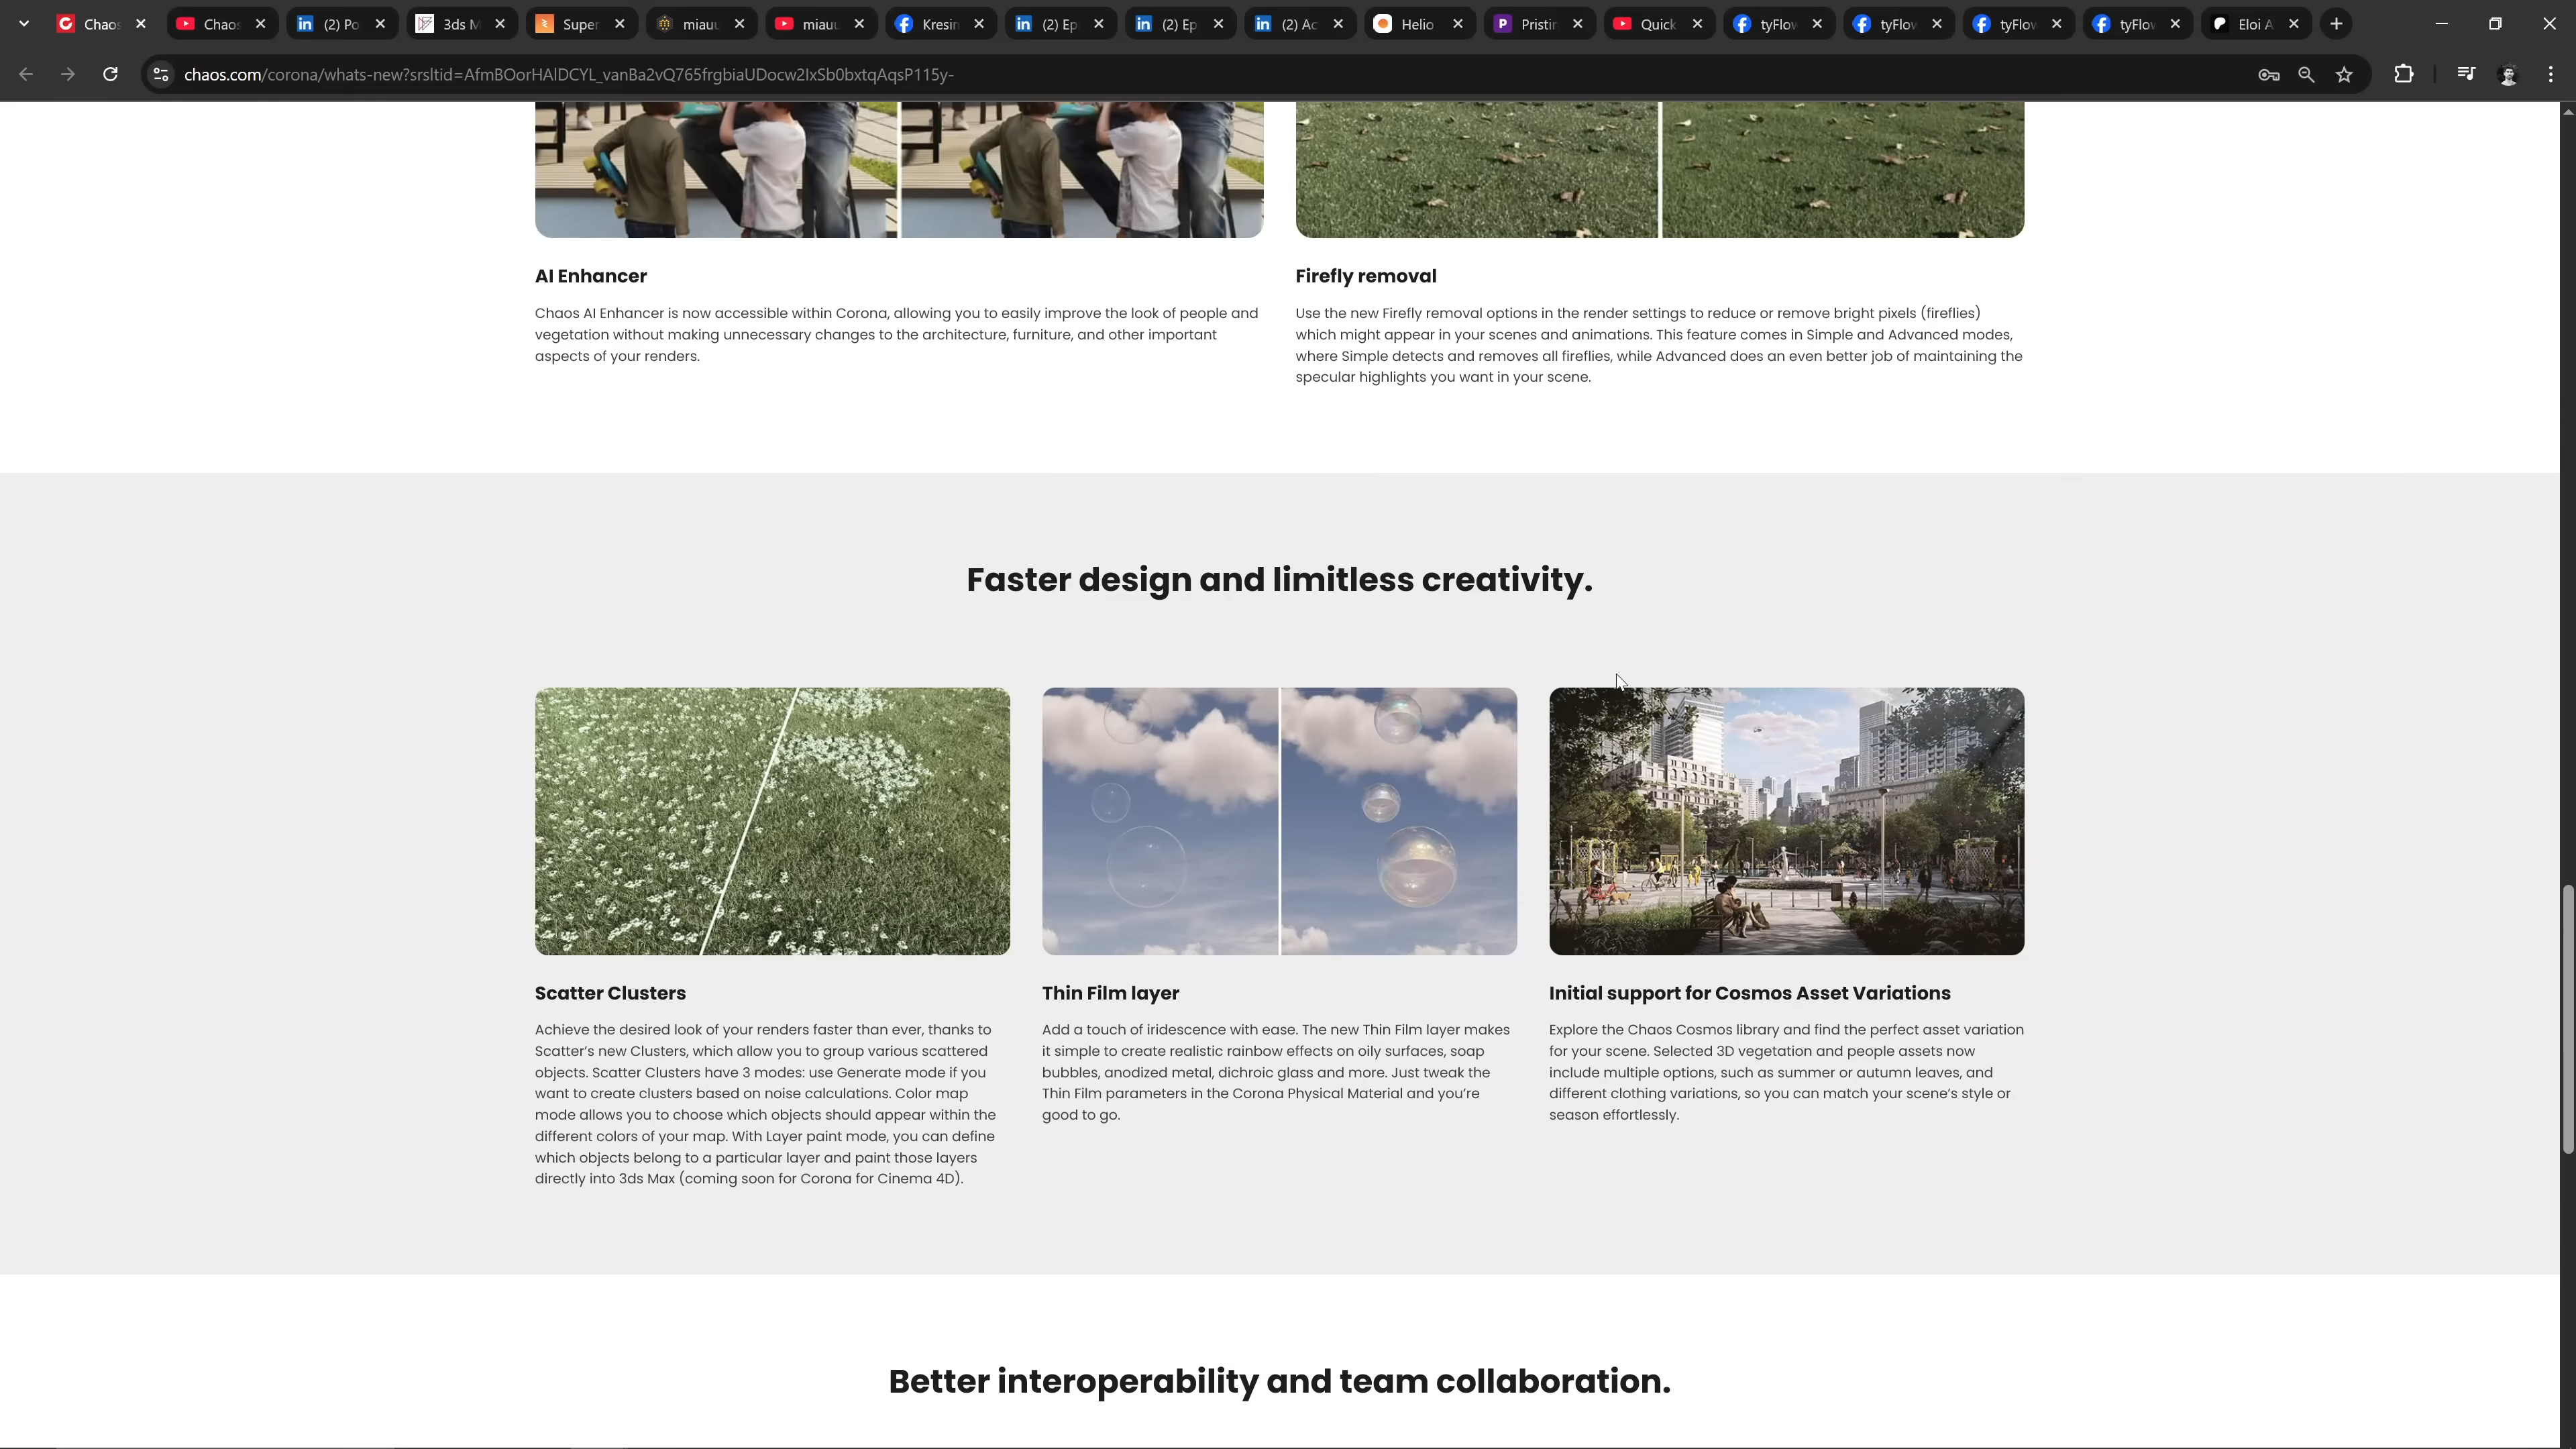 Chaos
Chaos
(2) Po
3ds M
Super
miauu
miauu
Kresin
(2) Ep
(2) Ep
(2) Ac
Helio
Pristin
Quick
tyFlow
tyFlow
tyFlow
tyFlow
Eloi A
chaos.com/corona/whats-new?srsltid=AfmBOorHAlDCYL_vanBa2vQ765frgbiaUDocw2IxSb0bxtqAqsP115y-
AI Enhancer
Chaos AI Enhancer is now accessible within Corona, allowing you to easily improve the look of people and
vegetation without making unnecessary changes to the architecture, furniture, and other important
aspects of your renders.
Firefly removal
Use the new Firefly removal options in the render settings to reduce or remove bright pixels (fireflies)
which might appear in your scenes and animations. This feature comes in Simple and Advanced modes,
where Simple detects and removes all fireflies, while Advanced does an even better job of maintaining the
specular highlights you want in your scene.
Faster design and limitless creativity.
Scatter Clusters
Achieve the desired look of your renders faster than ever, thanks to
Scatter's new Clusters, which allow you to group various scattered
objects. Scatter Clusters have 3 modes: use Generate mode if you
want to create clusters based on noise calculations. Color map
mode allows you to choose which objects should appear within the
different colors of your map. With Layer paint mode, you can define
which objects belong to a particular layer and paint those layers
directly into 3ds Max (coming soon for Corona for Cinema 4D).
Thin Film layer
Add a touch of iridescence with ease. The new Thin Film layer makes
it simple to create realistic rainbow effects on oily surfaces, soap
bubbles, anodized metal, dichroic glass and more. Just tweak the
Thin Film parameters in the Corona Physical Material and you're
good to go.
Initial support for Cosmos Asset Variations
Explore the Chaos Cosmos library and find the perfect asset variation
for your scene. Selected 3D vegetation and people assets now
include multiple options, such as summer or autumn leaves, and
different clothing variations, so you can match your scene's style or
season effortlessly.
Better interoperability and team collaboration.